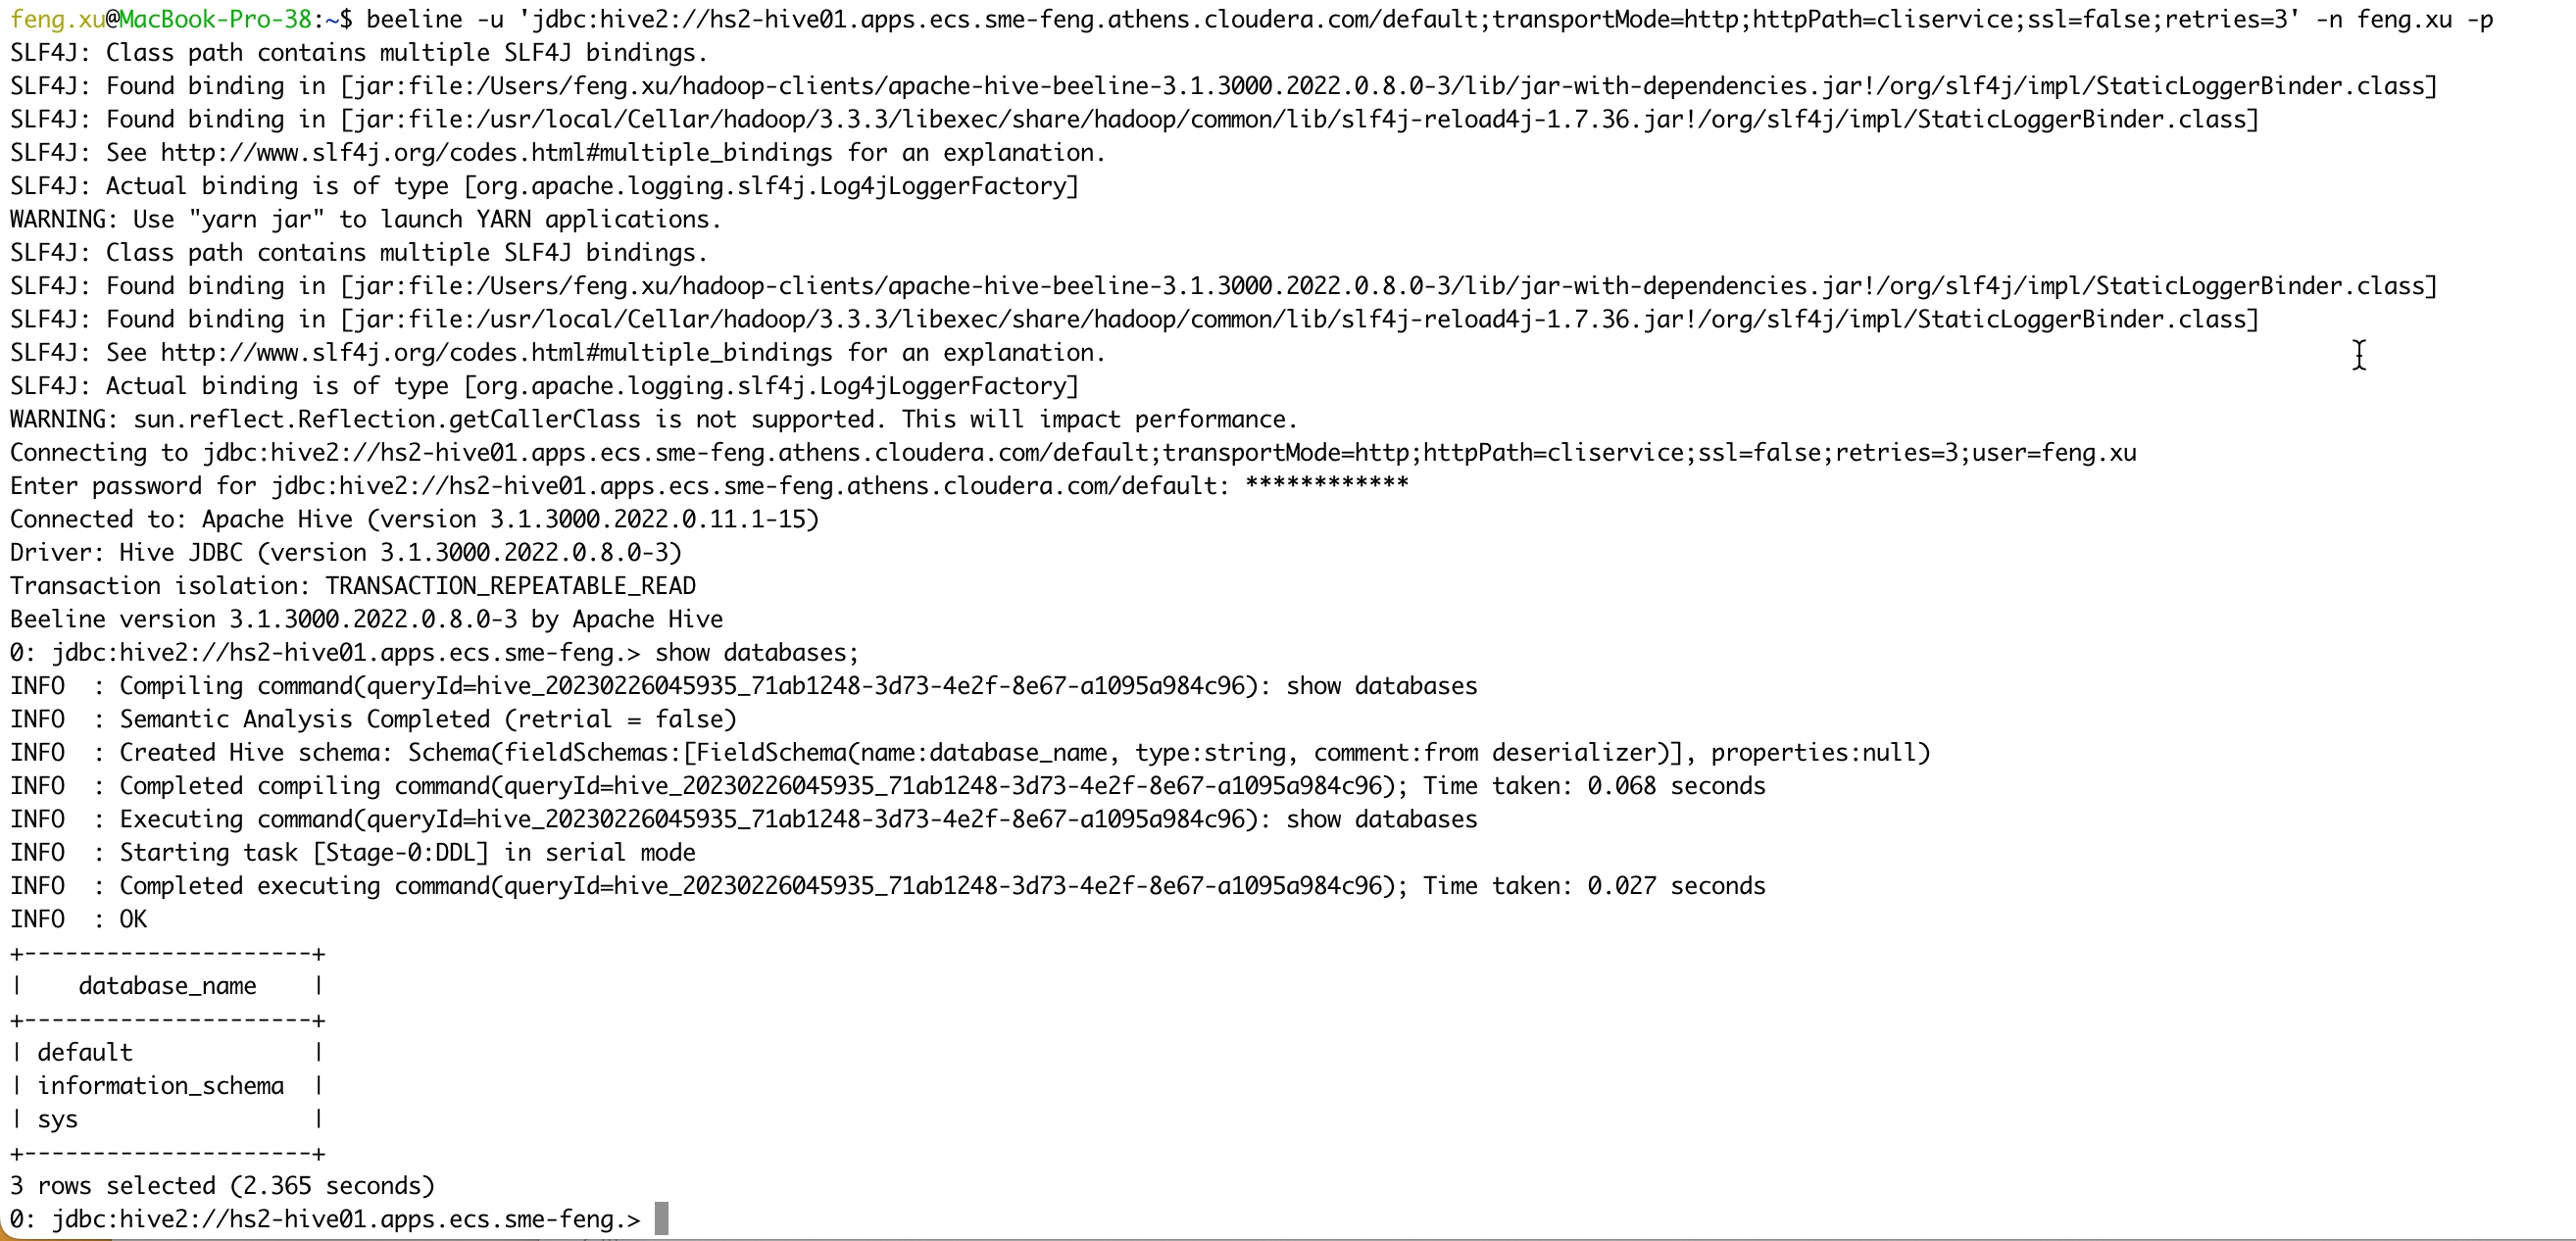 feng.xu@MacBook-Pro-38:~$ beeline -u 'jdbc:hive2://hs2-hive01.apps.ecs.sme-feng.athens.cloudera.com/default;transportMode=http;httpPath=cliservice;ssl=false;retries=3' -n feng.xu -p
SLF4J: Class path contains multiple SLF4J bindings.
SLF4J: Found binding in [jar:file:/Users/feng.xu/hadoop-clients/apache-hive-beeline-3.1.3000.2022.0.8.0-3/lib/jar-with-dependencies.jar!/org/slf4j/impl/StaticLoggerBinder.class]
SLF4J: Found binding in [jar:file:/usr/local/Cellar/hadoop/3.3.3/libexec/share/hadoop/common/lib/slf4j-reload4j-1.7.36.jar!/org/slf4j/impl/StaticLoggerBinder.class]
SLF4J: See http://www.slf4j.org/codes.html#multiple_bindings for an explanation.
SLF4J: Actual binding is of type [org.apache.logging.slf4j.Log4jLoggerFactory]
WARNING: Use "yarn jar" to launch YARN applications.
SLF4J: Class path contains multiple SLF4J bindings.
SLF4J: Found binding in [jar:file:/Users/feng.xu/hadoop-clients/apache-hive-beeline-3.1.3000.2022.0.8.0-3/lib/jar-with-dependencies.jar!/org/slf4j/impl/StaticLoggerBinder.class]
SLF4J: Found binding in [jar:file:/usr/local/Cellar/hadoop/3.3.3/libexec/share/hadoop/common/lib/slf4j-reload4j-1.7.36.jar!/org/slf4j/impl/StaticLoggerBinder.class]
SLF4J: See http://www.slf4j.org/codes.html#multiple_bindings for an explanation.
SLF4J: Actual binding is of type [org.apache.logging.slf4j.Log4jLoggerFactory]
WARNING: sun.reflect.Reflection.getCallerClass is not supported. This will impact performance.
Connecting to jdbc:hive2://hs2-hive01.apps.ecs.sme-feng.athens.cloudera.com/default;transportMode=http;httpPath=cliservice;ssl=false;retries=3;user=feng.xu
Enter password for jdbc:hive2://hs2-hive01.apps.ecs.sme-feng.athens.cloudera.com/default: ************
Connected to: Apache Hive (version 3.1.3000.2022.0.11.1-15)
Driver: Hive JDBC (version 3.1.3000.2022.0.8.0-3)
Transaction isolation: TRANSACTION_REPEATABLE_READ
Beeline version 3.1.3000.2022.0.8.0-3 by Apache Hive
0: jdbc:hive2://hs2-hive01.apps.ecs.sme-feng.> show databases;
INFO  : Compiling command(queryId=hive_20230226045935_71ab1248-3d73-4e2f-8e67-a1095a984c96): show databases
INFO  : Semantic Analysis Completed (retrial = false)
INFO  : Created Hive schema: Schema(fieldSchemas:[FieldSchema(name:database_name, type:string, comment:from deserializer)], properties:null)
INFO  : Completed compiling command(queryId=hive_20230226045935_71ab1248-3d73-4e2f-8e67-a1095a984c96); Time taken: 0.068 seconds
INFO  : Executing command(queryId=hive_20230226045935_71ab1248-3d73-4e2f-8e67-a1095a984c96): show databases
INFO  : Starting task [Stage-0:DDL] in serial mode
INFO  : Completed executing command(queryId=hive_20230226045935_71ab1248-3d73-4e2f-8e67-a1095a984c96); Time taken: 0.027 seconds
INFO  : OK
+---------------------+
|    database_name    |
+---------------------+
| default             |
| information_schema  |
| sys                 |
+---------------------+
3 rows selected (2.365 seconds)
0: jdbc:hive2://hs2-hive01.apps.ecs.sme-feng.>